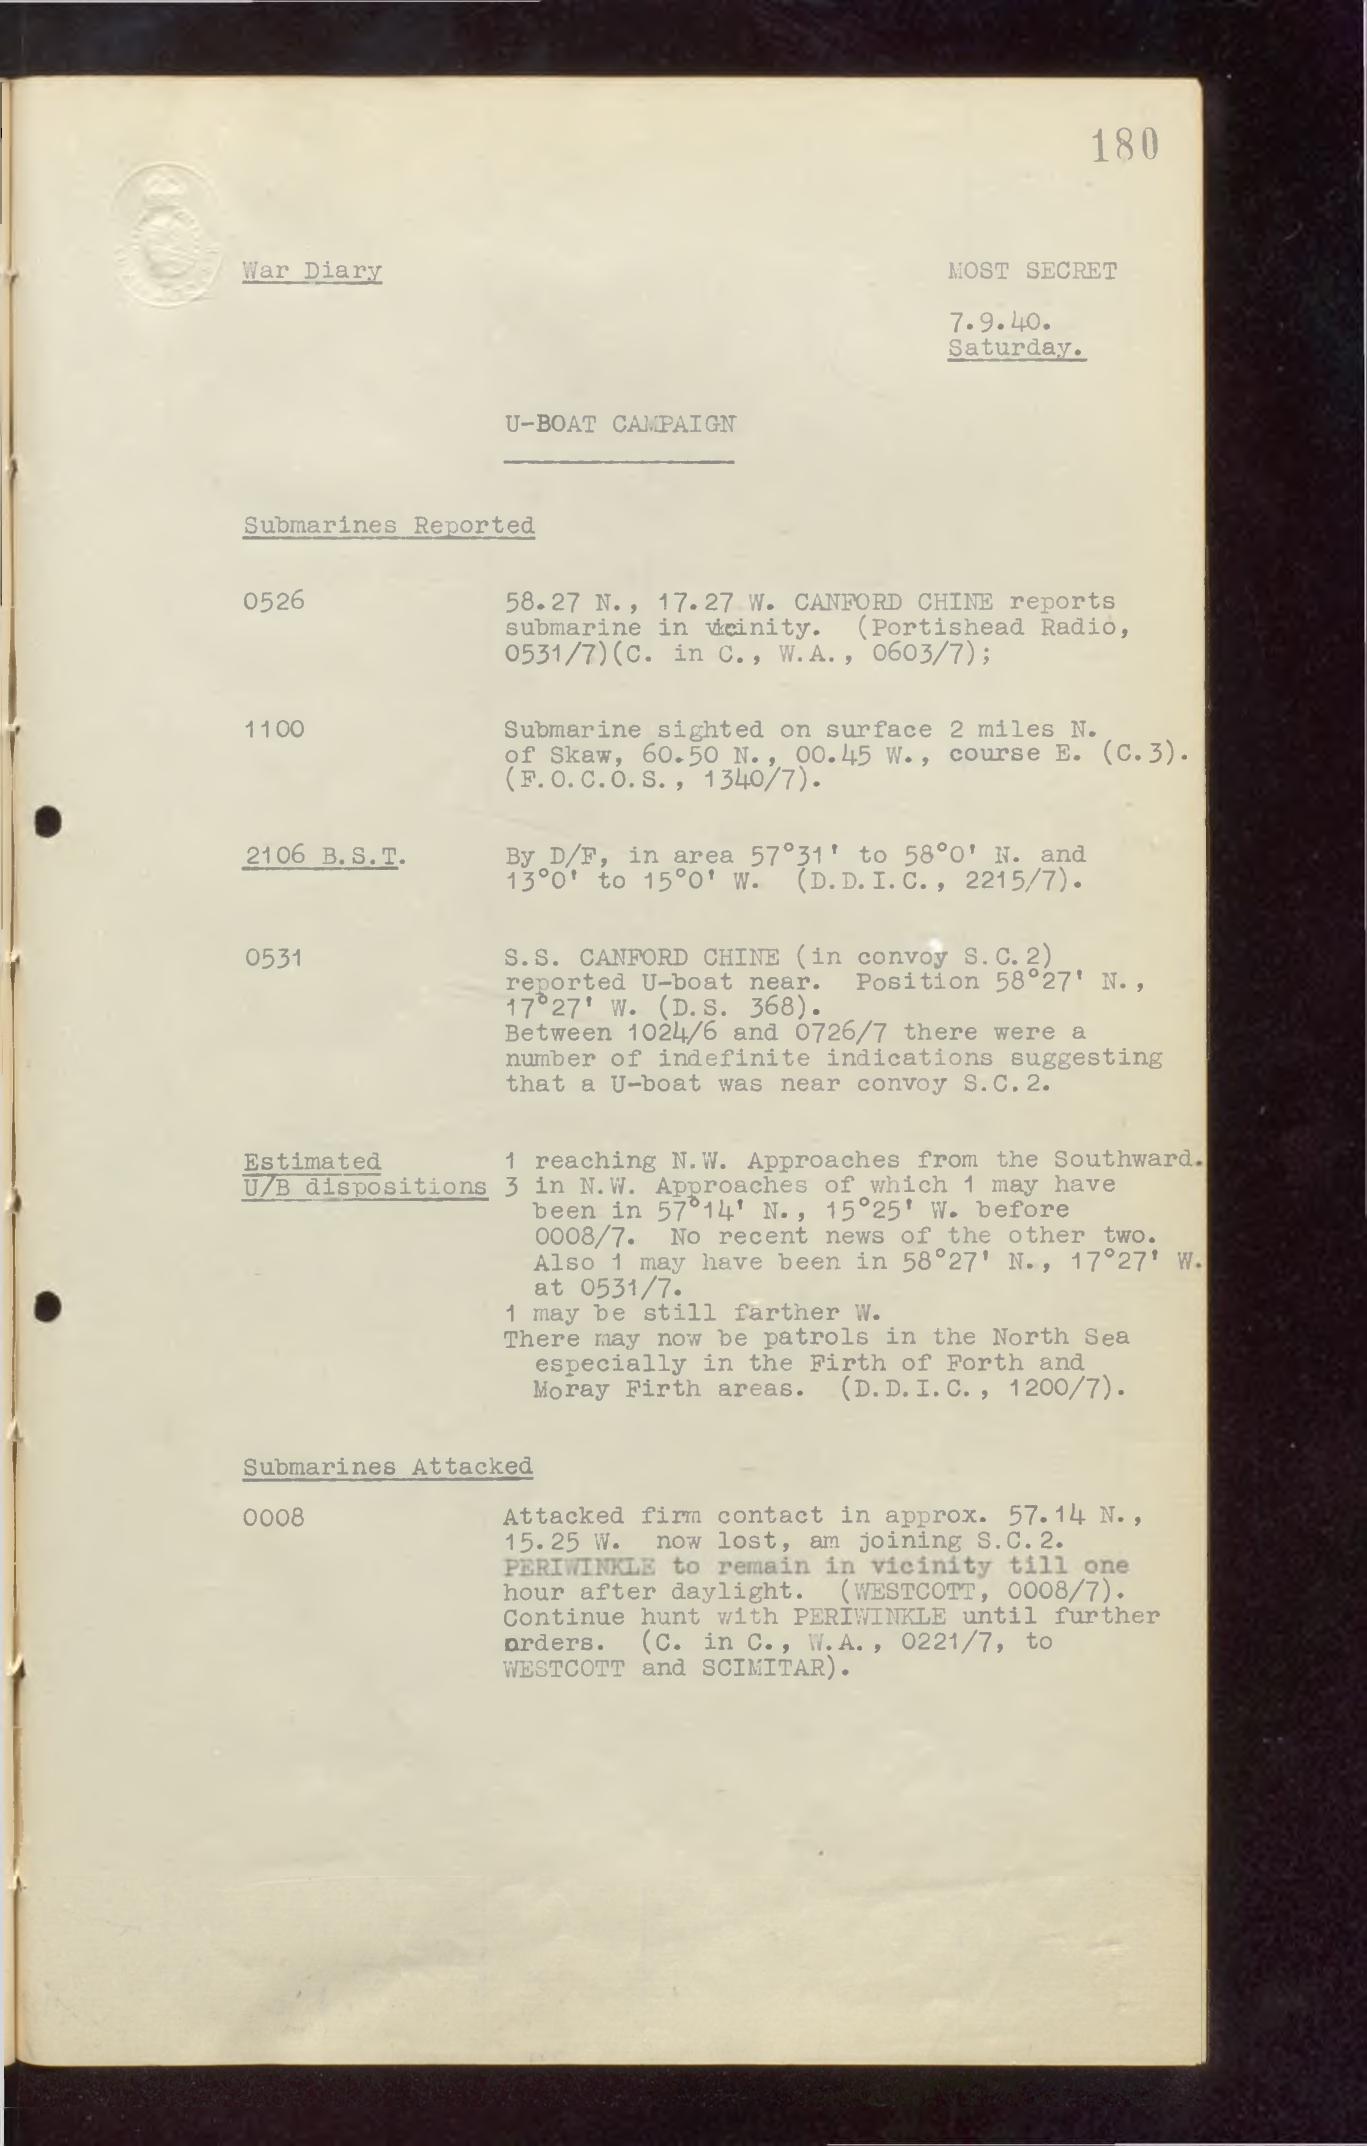 180
War Diary
MOST SECRET
7.9.40.
Saturday.
U-BOAT CAMPAIGN
Submarines Reported
0526 58.27 N., 17.27 W. CANFORD CHINE reports
submarine in vicinity. (Portishead Radio,
0531/7)(C. in C., W.A., 0603/7);
1100 Submarine sighted on surface 2 miles N.
of Skaw, 60.50 N., 00.45 W., course E. (C.3).
(F.O.C.O.S., 1340/7).
2106 B.S.T. By D/F, in area 57°31' to 58°0' N. and
13°0' to 15°0' W. (D.D.I.C., 2215/7).
0531 S.S. CANFORD CHINE (in convoy S.C.2)
reported U-boat near. Position 58°27' N.,
17°27' W. (D.S. 368).
Between 1024/6 and 0726/7 there were a
number of indefinite indications suggesting
that a U-boat was near convoy S.C.2.
Estimated 1 reaching N.W. Approaches from the Southward.
U/B dispositions 3 in N.W. Approaches of which 1 may have
been in 57°14' N., 15°25' W. before
0008/7. No recent news of the other two.
Also 1 may have been in 58°27' N., 17°27' W.
at 0531/7.
1 may be still farther W.
There may now be patrols in the North Sea
especially in the Firth of Forth and
Moray Firth areas. (D.D.I.C., 1200/7).
Submarines Attacked
0008 Attacked firm contact in approx. 57.14 N.,
15.25 W. now lost, am joining S.C.2.
PERIWINKLE to remain in vicinity till one
hour after daylight. (WESTCOTT, 0008/7).
Continue hunt with PERIWINKLE until further
orders. (C. in C., W.A., 0221/7, to
WESTCOTT and SCIMITAR).